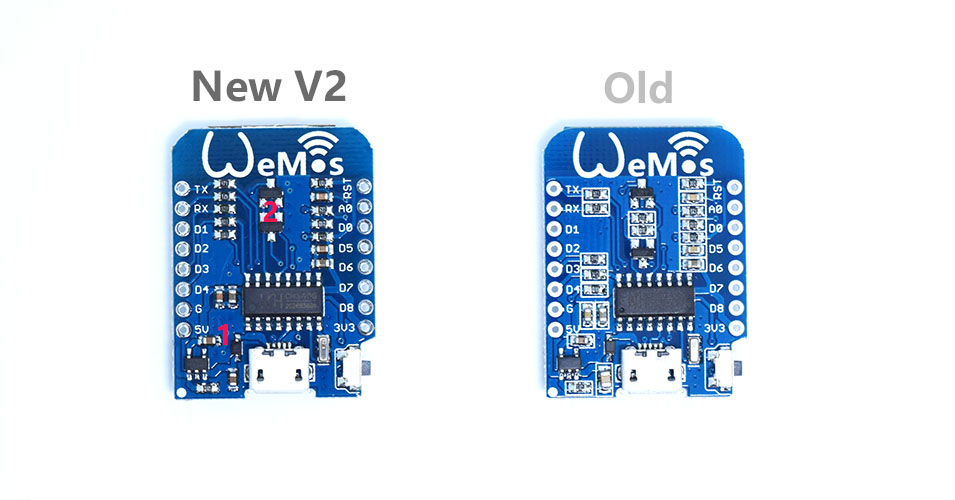 New V2
Old
WeMos
WeMos
TX
RST
RX
2
A0
D1
D0
D2
D5
D3
D6
D4
D7
G
D8
5V
1
3V3
TX
RST
RX
A0
D1
D0
D2
D5
D3
D6
D4
D7
G
D8
5V
3V3